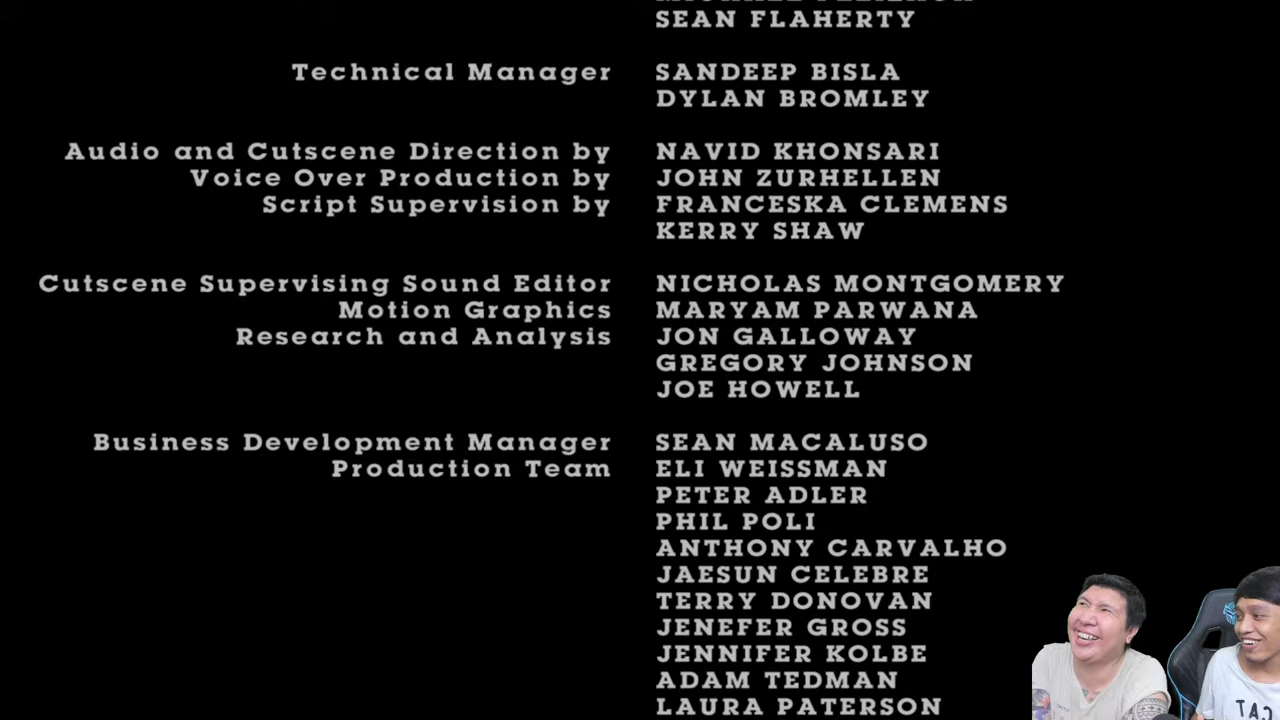 SEAN FLAHERTY
Technical Manager SANDEEP BISLA
DYLAN BROMLEY
Audio and Cutscene Direction by NAVID KHONSARI
Voice Over Production by JOHN ZURHELLEN
Script Supervision by FRANCESKA CLEMENS
KERRY SHAW
Cutscene Supervising Sound Editor NICHOLAS MONTGOMERY
Motion Graphics MARYAM PARWANA
Research and Analysis JON GALLOWAY
GREGORY JOHNSON
JOE HOWELL
Business Development Manager SEAN MACALUSO
Production Team ELI WEISSMAN
PETER ADLER
PHIL POLI
ANTHONY CARVALHO
JAESUN CELEBRE
TERRY DONOVAN
JENEFER GROSS
JENNIFER KOLBE
ADAM TEDMAN
LAURA PATERSON